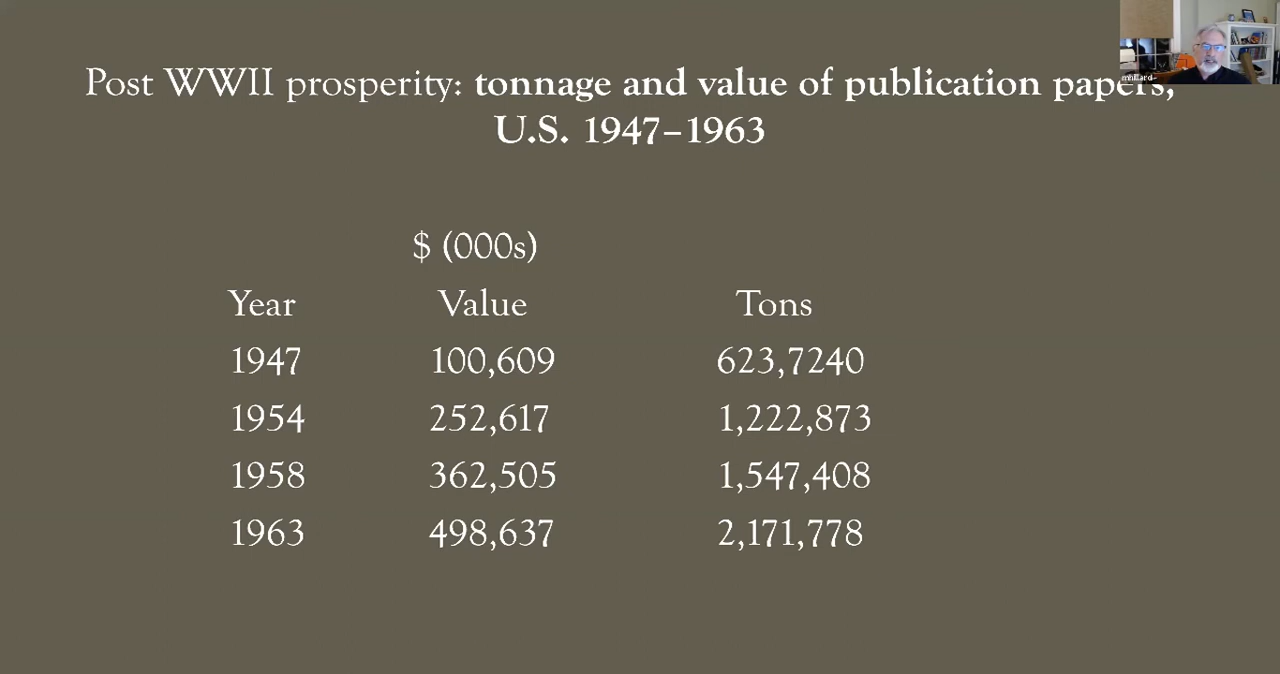 Post WWII prosperity: tonnage and value of publication papers,
U.S. 1947–1963
$ (000s)
Year Value Tons
1947 100,609 623,7240
1954 252,617 1,222,873
1958 362,505 1,547,408
1963 498,637 2,171,778